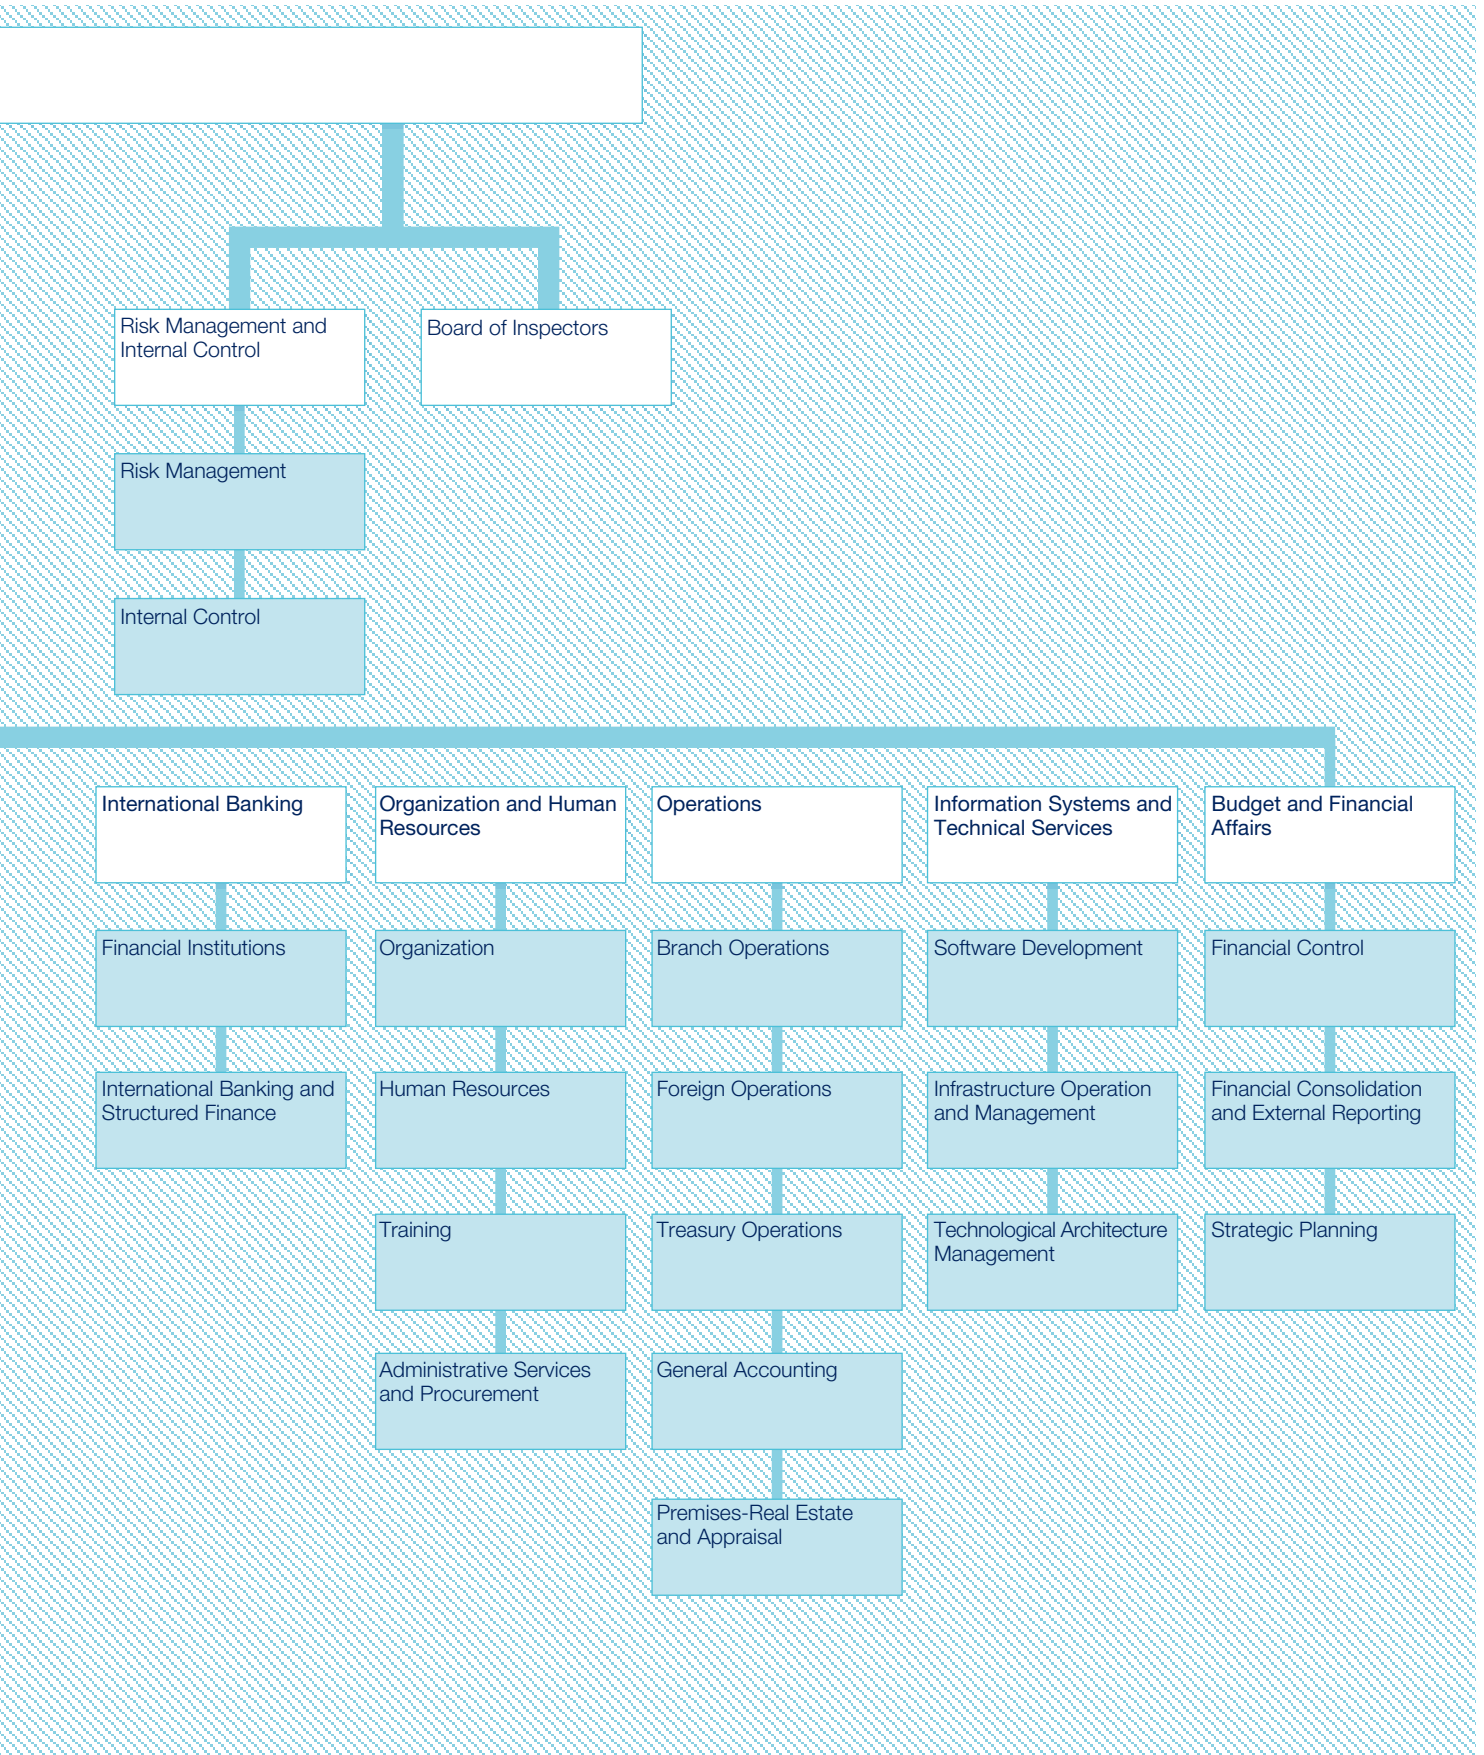 Risk Management and
Internal Control
Board of Inspectors
Risk Management
Internal Control
International Banking
Organization and Human
Resources
Operations
Information Systems and
Technical Services
Budget and Financial
Affairs
Financial Institutions
Organization
Branch Operations
Software Development
Financial Control
International Banking and
Structured Finance
Human Resources
Foreign Operations
Infrastructure Operation
and Management
Financial Consolidation
and External Reporting
Training
Treasury Operations
Technological Architecture
Management
Strategic Planning
Administrative Services
and Procurement
General Accounting
Premises-Real Estate
and Appraisal